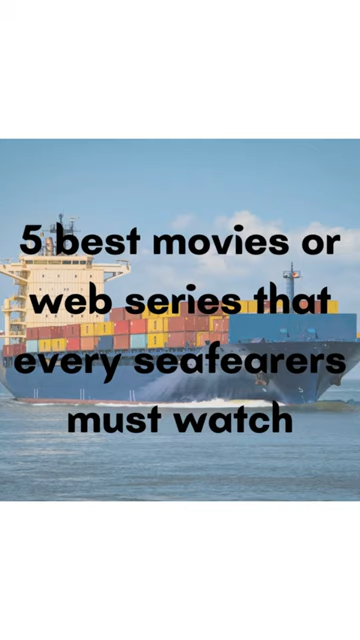 5 best movies or
web series that
every seafearers
must watch